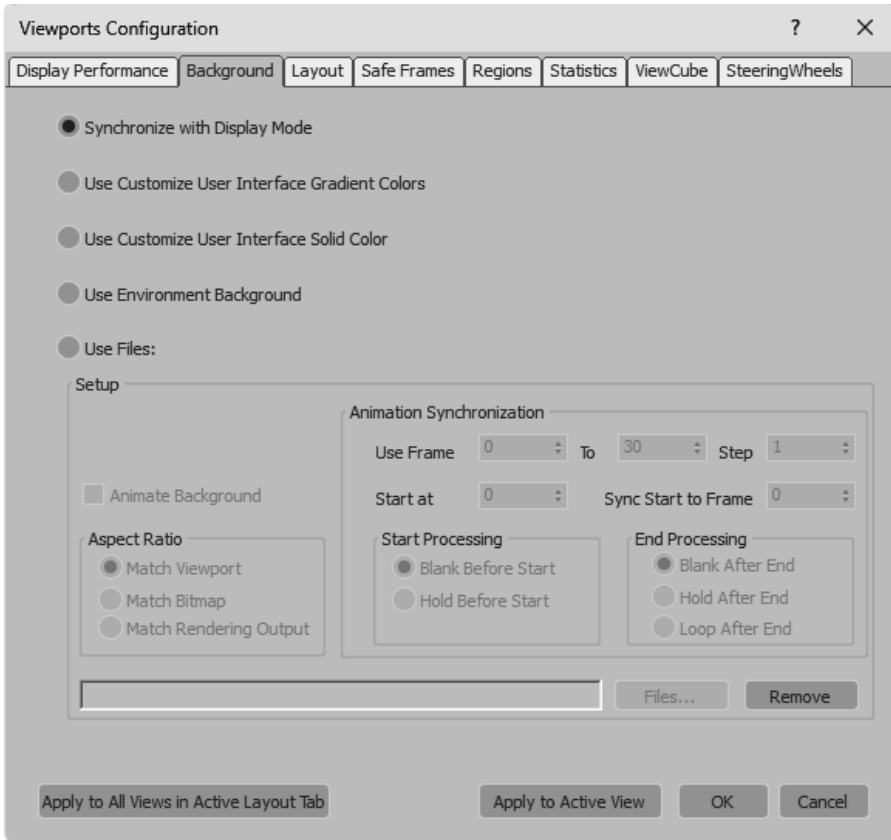 Viewports Configuration ?
Display Performance Background Layout Safe Frames Regions Statistics ViewCube SteeringWheels
Synchronize with Display Mode
Use Customize User Interface Gradient Colors
Use Customize User Interface Solid Color
Use Environment Background
Use Files:
Setup
Animation Synchronization
Use Frame 0 To 30 Step 1
Animate Background
Start at 0 Sync Start to Frame 0
Aspect Ratio
Match Viewport
Match Bitmap
Match Rendering Output
Start Processing
Blank Before Start
Hold Before Start
End Processing
Blank After End
Hold After End
Loop After End
Files... Remove
Apply to All Views in Active Layout Tab Apply to Active View OK Cancel